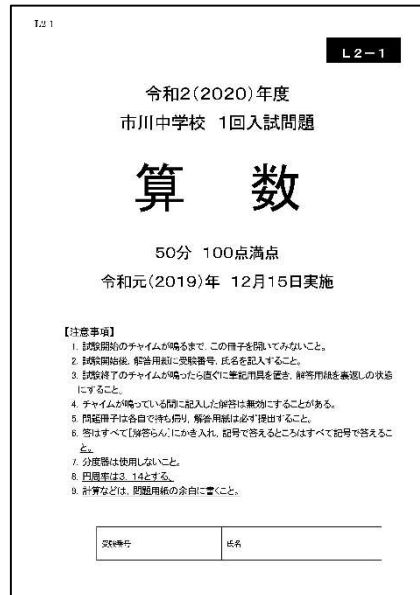 L2-1
L2-1
令和2(2020)年度
市川中学校 1回入試問題
算 数
50分 100点満点
令和元(2019)年 12月15日実施
【注意事項】
1. 試験開始のチャイムが鳴るまで、この冊子を開いてみないこと。
2. 試験開始後、解答用紙に受験番号、氏名を記入すること。
3. 試験終了のチャイムが鳴ったら直ぐに筆記用具を置き、解答用紙を裏返しの状態
にすること。
4. チャイムが鳴っている間に記入した解答は無効にすることがある。
5. 問題冊子は各自で持ち帰り、解答用紙は必ず提出すること。
6. 答はすべて[解答らん]にかき入れ、記号で答えるところはすべて記号で答えるこ
と。
7. 分度器は使用しないこと。
8. 円周率は3.14とする。
9. 計算などは、問題用紙の余白に書くこと。
受験番号
氏名